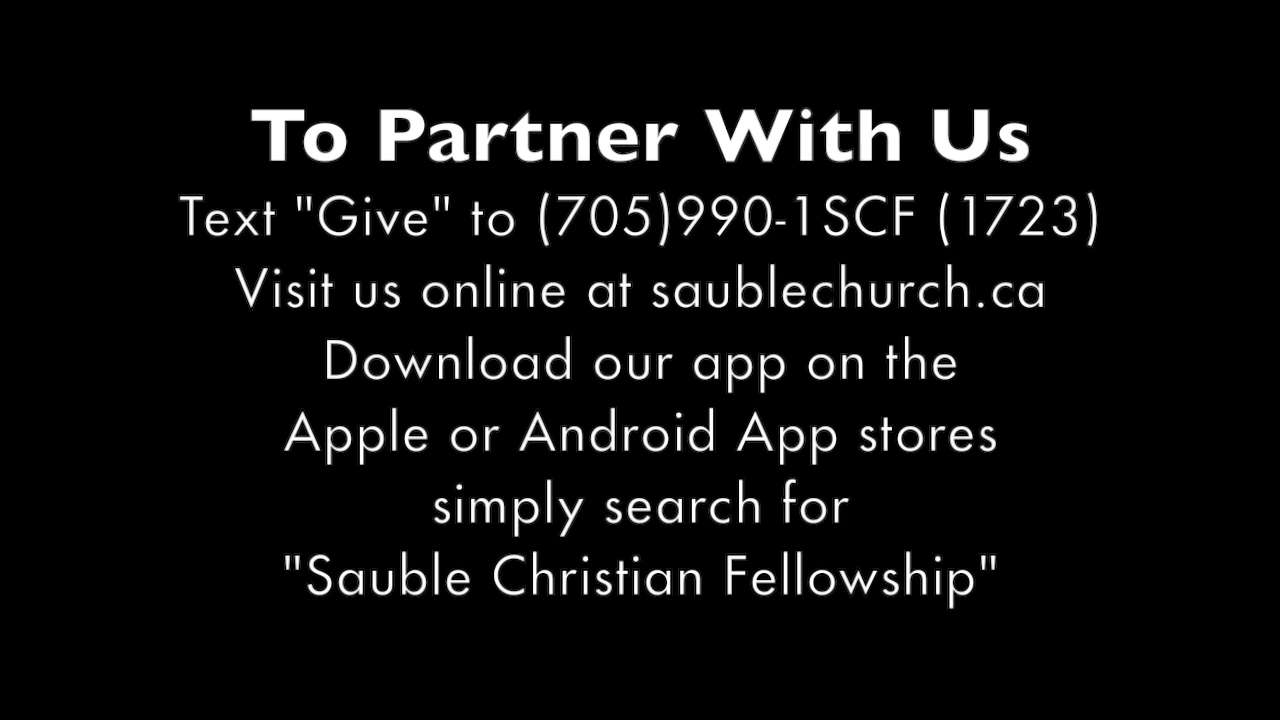 To Partner With Us
Text "Give" to (705)990-1SCF (1723)
Visit us online at saublechurch.ca
Download our app on the
Apple or Android App stores
simply search for
"Sauble Christian Fellowship"